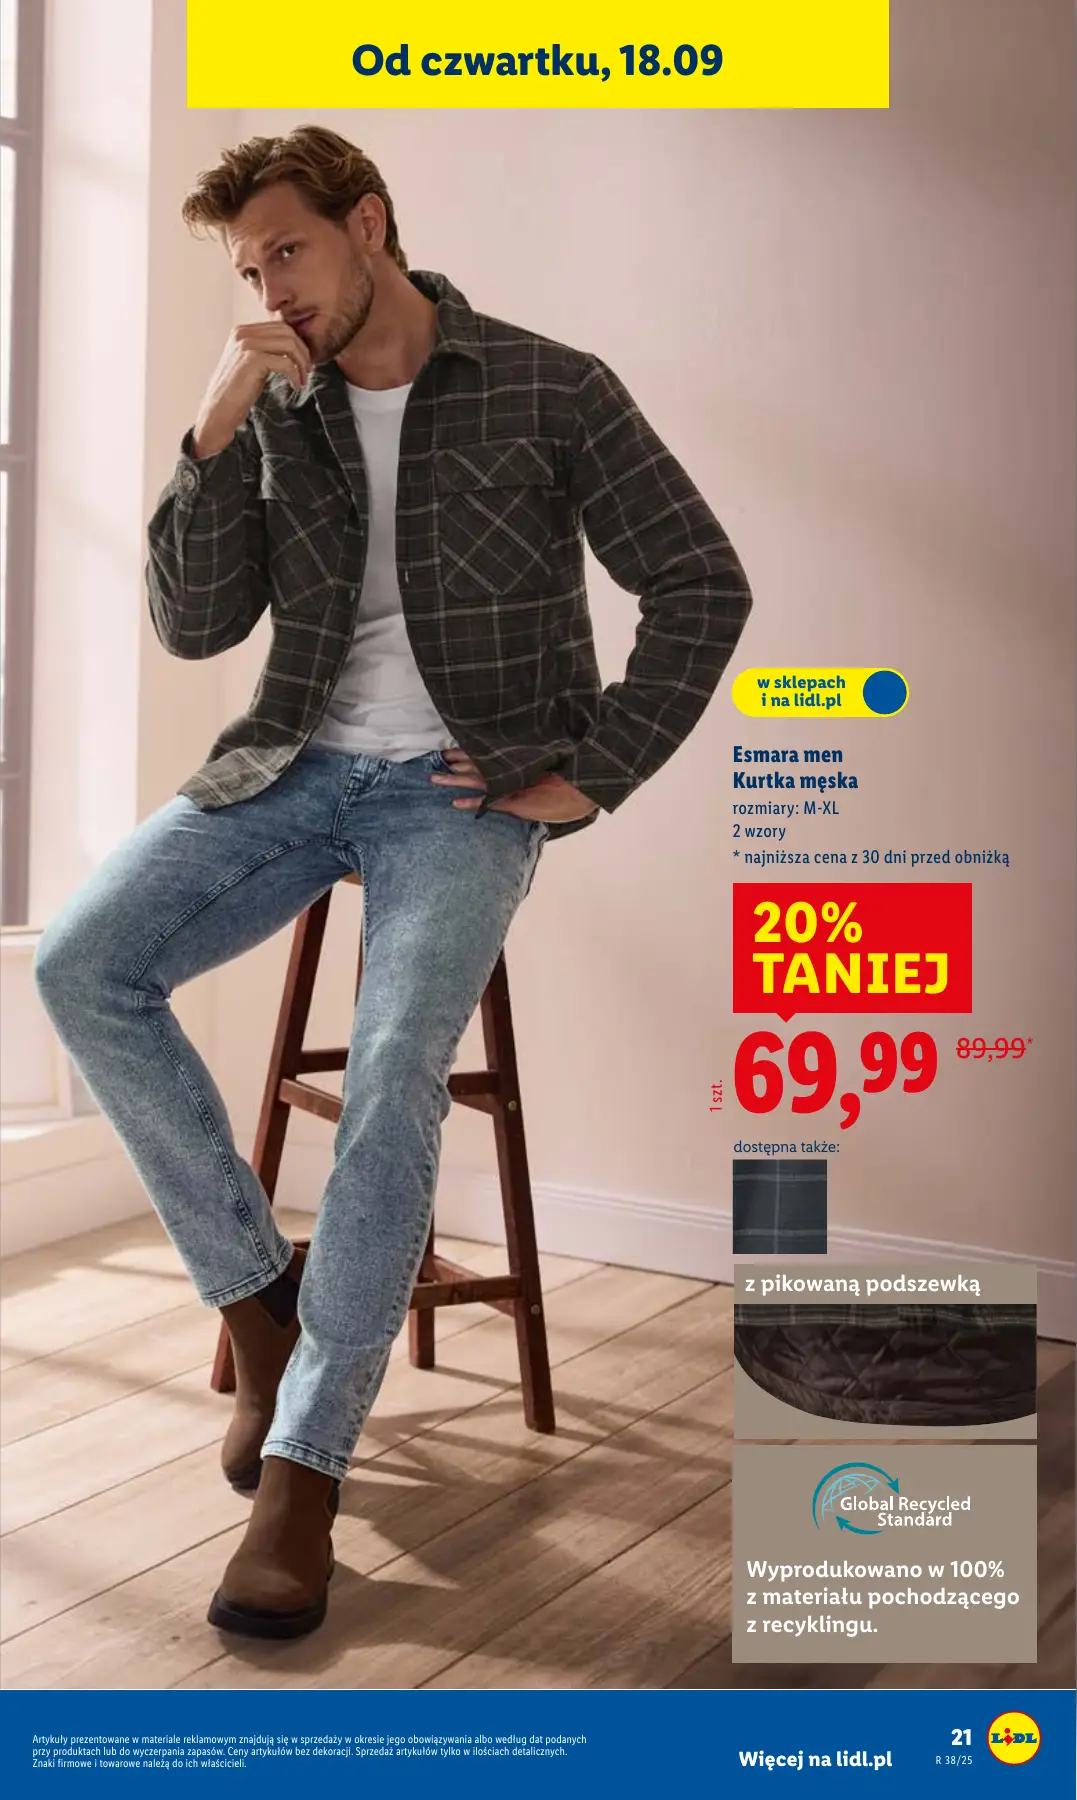 Od czwartku, 18.09
w sklepach
i na lidl.pl
Esmara men
Kurtka męska
rozmiary: M-XL
2 wzory
* najniższa cena z 30 dni przed obniżką
20%
TANIEJ
1 szt.
69,99
89,99*
dostępna także:
z pikowaną podszewką
Global Recycled
Standard
Wyprodukowano w 100%
z materiału pochodzącego
z recyklingu.
Artykuły prezentowane w materiale reklamowym znajdują się w sprzedaży w okresie jego obowiązywania albo według dat podanych
przy produktach lub do wyczerpania zapasów. Ceny artykułów bez dekoracji. Sprzedaż artykułów tylko w ilościach detalicznych.
Znaki firmowe i towarowe należą do ich właścicieli.
Więcej na lidl.pl
21
R 38/25
LIDL